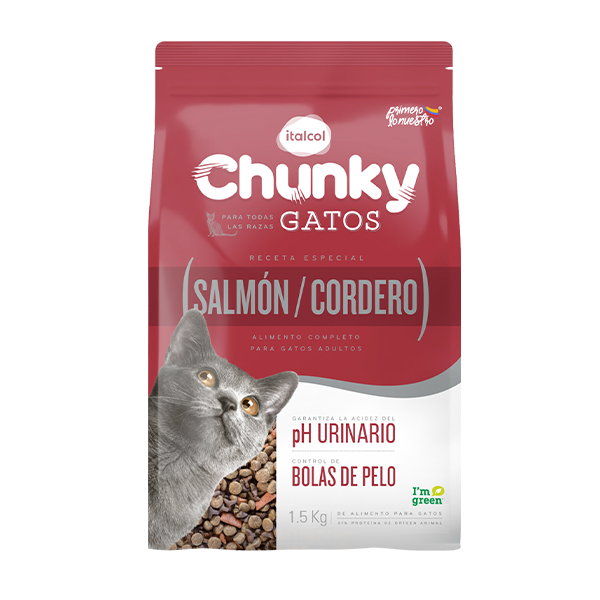 primero
lo nuestro
italcol
Chunky
PARA TODAS
LAS RAZAS
GATOS
RECETA ESPECIAL
(SALMÓN / CORDERO)
ALIMENTO COMPLETO
PARA GATOS ADULTOS
GARANTIZA LA ACIDEZ DEL
pH URINARIO
CONTROL DE
BOLAS DE PELO
I'm
green
1.5 Kg
DE ALIMENTO PARA GATOS